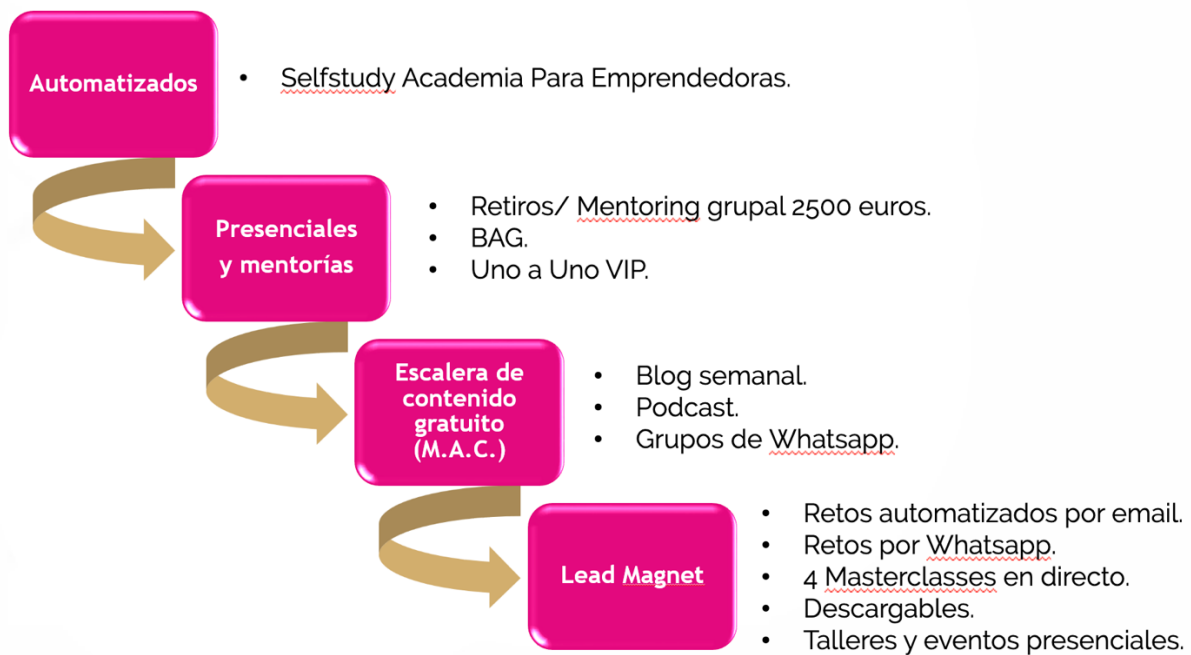 Automatizados
• Selfstudy Academia Para Emprendedoras.
Presenciales
y mentorías
• Retiros/ Mentoring grupal 2500 euros.
• BAG.
• Uno a Uno VIP.
Escalera de
contenido
gratuito
(M.A.C.)
• Blog semanal.
• Podcast.
• Grupos de Whatsapp.
Lead Magnet
• Retos automatizados por email.
• Retos por Whatsapp.
• 4 Masterclasses en directo.
• Descargables.
• Talleres y eventos presenciales.